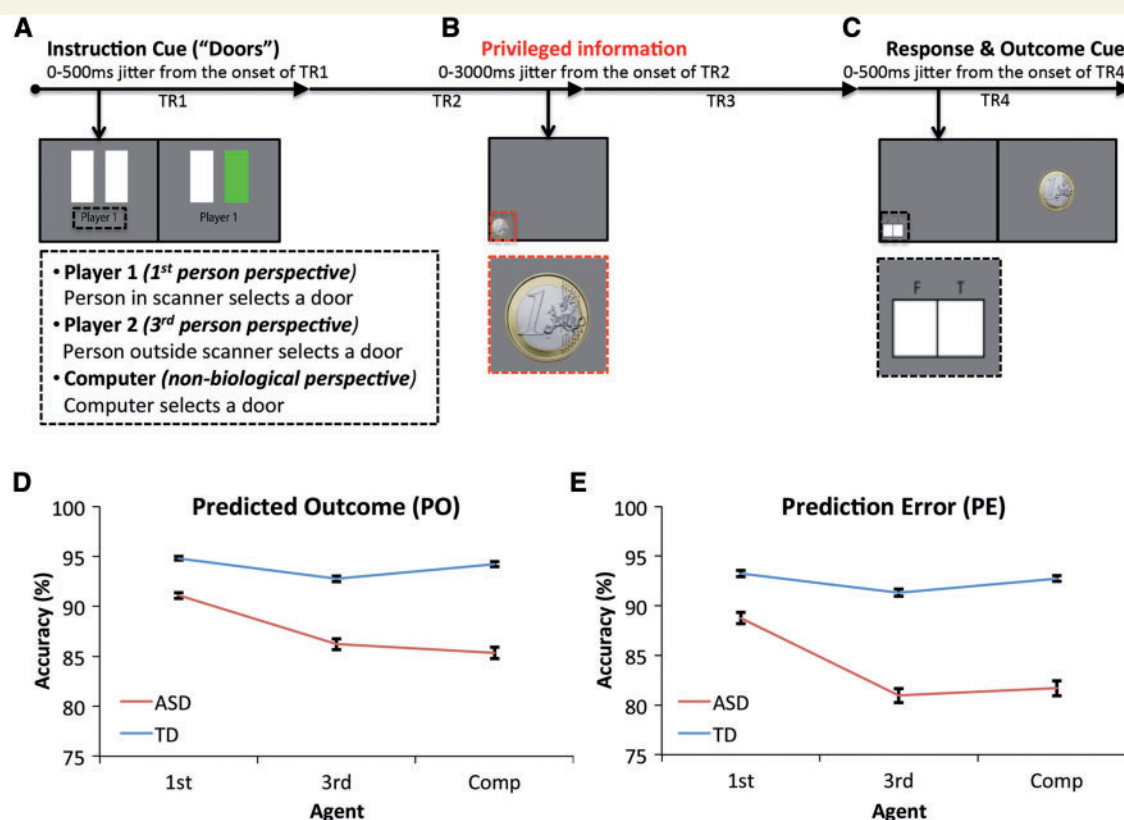 A
Instruction Cue (“Doors”)
0-500ms jitter from the onset of TR1
TR1
Player 1
Player 1
• Player 1 (1st person perspective)
Person in scanner selects a door
• Player 2 (3rd person perspective)
Person outside scanner selects a door
• Computer (non-biological perspective)
Computer selects a door
B
Privileged information
0-3000ms jitter from the onset of TR2
TR2
TR3
1
C
Response & Outcome Cue
0-500ms jitter from the onset of TR4
TR4
1
F T
D
Predicted Outcome (PO)
Accuracy (%)
100
95
90
85
80
75
ASD
TD
1st 3rd Comp
Agent
E
Prediction Error (PE)
Accuracy (%)
100
95
90
85
80
75
ASD
TD
1st 3rd Comp
Agent